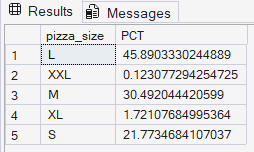 Results Messages
pizza_size PCT
1 L 45.8903330244889
2 XXL 0.123077294254725
3 M 30.492044420599
4 XL 1.72107684995364
5 S 21.7734684107037